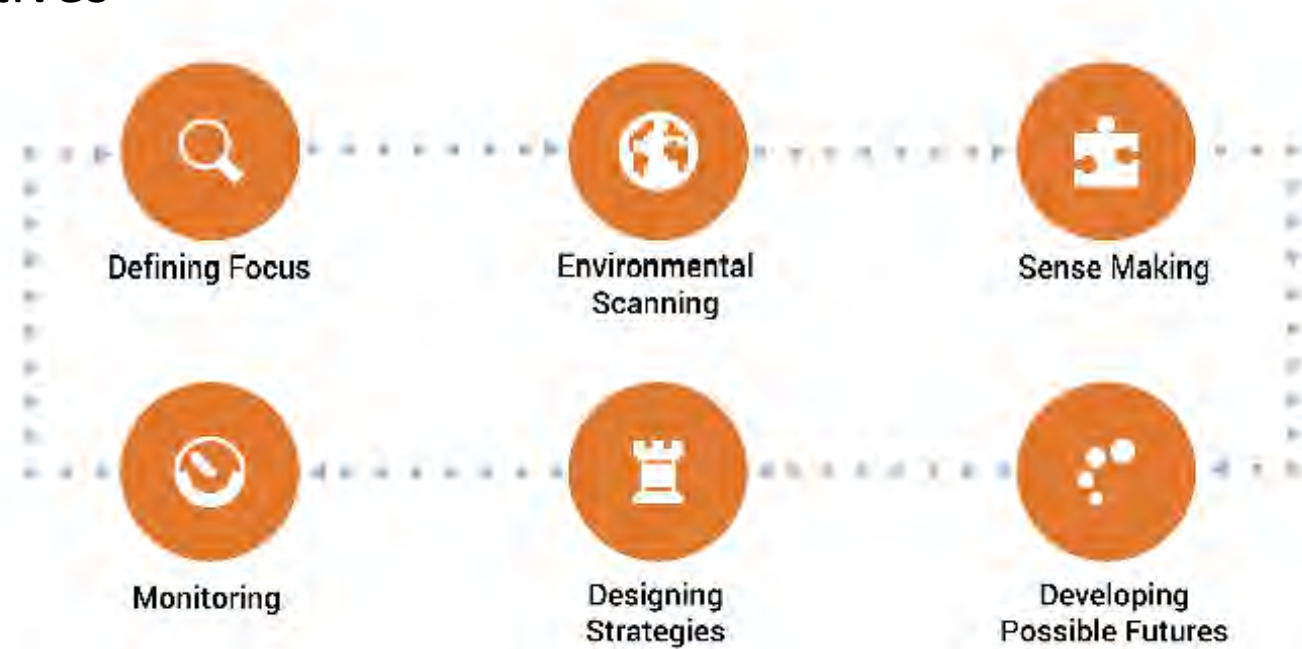 Defining Focus
Environmental
Scanning
Sense Making
Monitoring
Designing
Strategies
Developing
Possible Futures